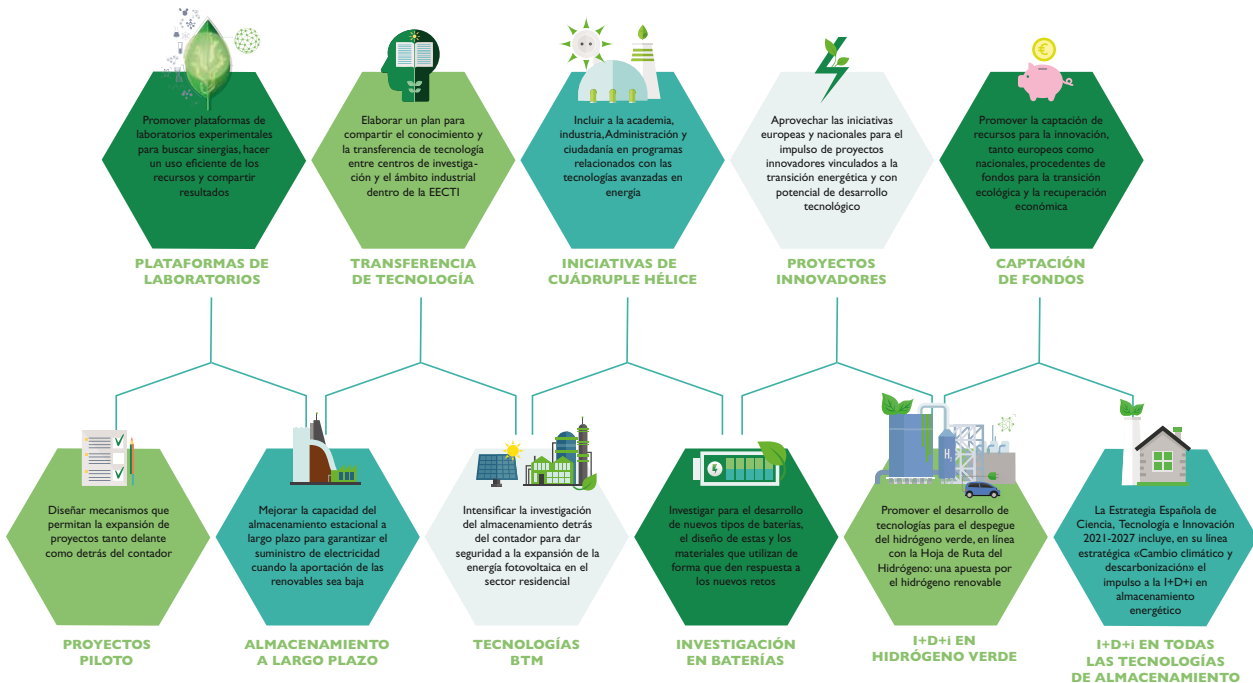 Promover plataformas de
laboratorios experimentales
para buscar sinergias, hacer
un uso eficiente de los
recursos y compartir
resultados
PLATAFORMAS DE
LABORATORIOS
Elaborar un plan para
compartir el conocimiento y
la transferencia de tecnología
entre centros de investiga-
ción y el ámbito industrial
dentro de la EECTI
TRANSFERENCIA
DE TECNOLOGÍA
Incluir a la academia,
industria, Administración y
ciudadanía en programas
relacionados con las
tecnologías avanzadas en
energía
INICIATIVAS DE
CUÁDRUPLE HÉLICE
Aprovechar las iniciativas
europeas y nacionales para el
impulso de proyectos
innovadores vinculados a la
transición energética y con
potencial de desarrollo
tecnológico
PROYECTOS
INNOVADORES
€
Promover la captación de
recursos para la innovación,
tanto europeos como
nacionales, procedentes de
fondos para la transición
ecológica y la recuperación
económica
CAPTACIÓN
DE FONDOS
Diseñar mecanismos que
permitan la expansión de
proyectos tanto delante
como detrás del contador
PROYECTOS
PILOTO
Mejorar la capacidad del
almacenamiento estacional a
largo plazo para garantizar el
suministro de electricidad
cuando la aportación de las
renovables sea baja
ALMACENAMIENTO
A LARGO PLAZO
Intensificar la investigación
del almacenamiento detrás
del contador para dar
seguridad a la expansión de la
energía fotovoltaica en el
sector residencial
TECNOLOGÍAS
BTM
Investigar para el desarrollo
de nuevos tipos de baterías,
el diseño de estas y los
materiales que utilizan de
forma que den respuesta a
los nuevos retos
INVESTIGACIÓN
EN BATERÍAS
H₂
Promover el desarrollo de
tecnologías para el despegue
del hidrógeno verde, en línea
con la Hoja de Ruta del
Hidrógeno: una apuesta por
el hidrógeno renovable
I+D+i EN
HIDRÓGENO VERDE
La Estrategia Española de
Ciencia, Tecnología e Innovación
2021-2027 incluye, en su línea
estratégica «Cambio climático y
descarbonización» el
impulso a la I+D+i en
almacenamiento
energético
I+D+i EN TODAS
LAS TECNOLOGÍAS
DE ALMACENAMIENTO